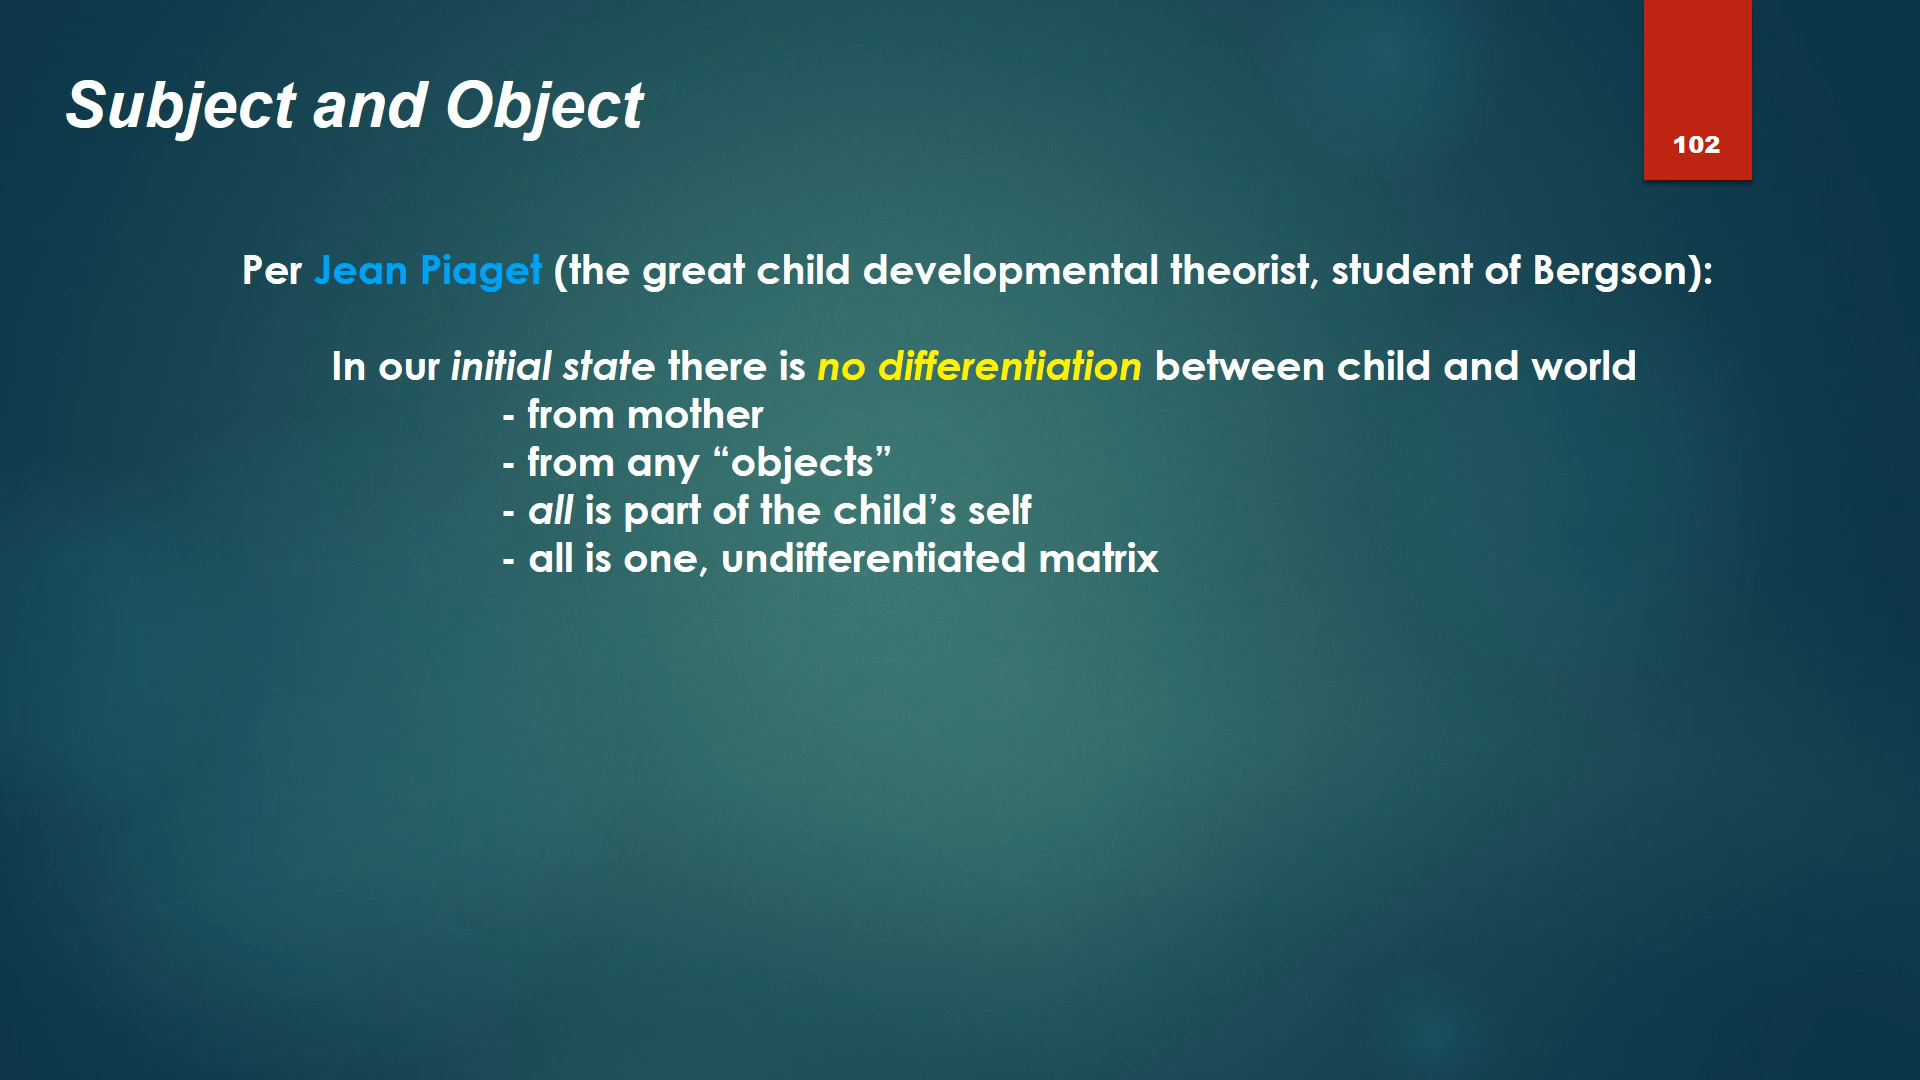 Subject and Object
102
Per Jean Piaget (the great child developmental theorist, student of Bergson):
In our initial state there is no differentiation between child and world
- from mother
- from any “objects”
- all is part of the child’s self
- all is one, undifferentiated matrix